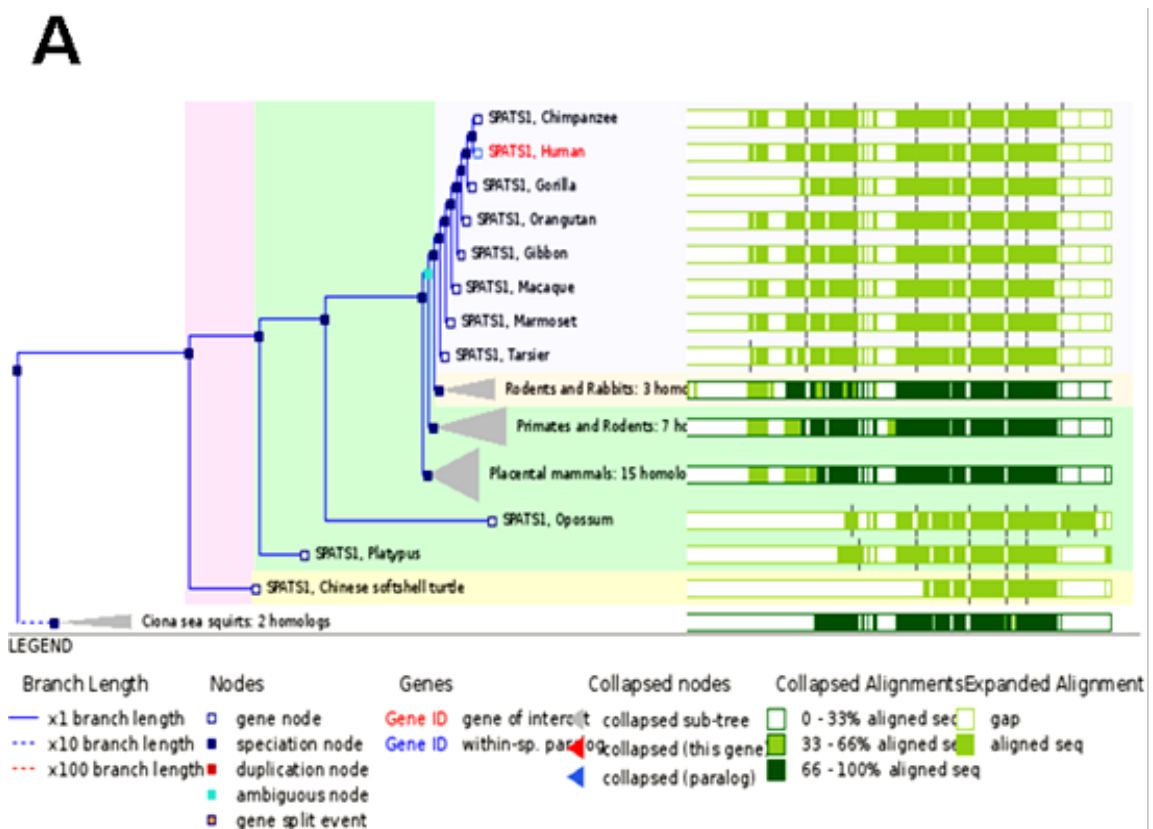 A
SPATS1, Chimpanzee
SPATS1, Human
SPATS1, Gorilla
SPATS1, Orangutan
SPATS1, Gibbon
SPATS1, Macaque
SPATS1, Marmoset
SPATS1, Tarsier
Rodents and Rabbits: 3 homo
Primates and Rodents: 7 ho
Placental mammals: 15 homolo
SPATS1, Opossum
SPATS1, Platypus
SPATS1, Chinese softshell turtle
Ciona sea squirts: 2 homologs
LEGEND
Branch Length Nodes Genes Collapsed nodes Collapsed Alignments Expanded Alignment
x1 branch length gene node Gene ID gene of interest collapsed sub-tree 0 - 33% aligned seq gap
x10 branch length speciation node Gene ID within-sp. paralog collapsed (this gene) 33 - 66% aligned seq aligned seq
x100 branch length duplication node collapsed (paralog) 66 - 100% aligned seq
ambiguous node
gene split event